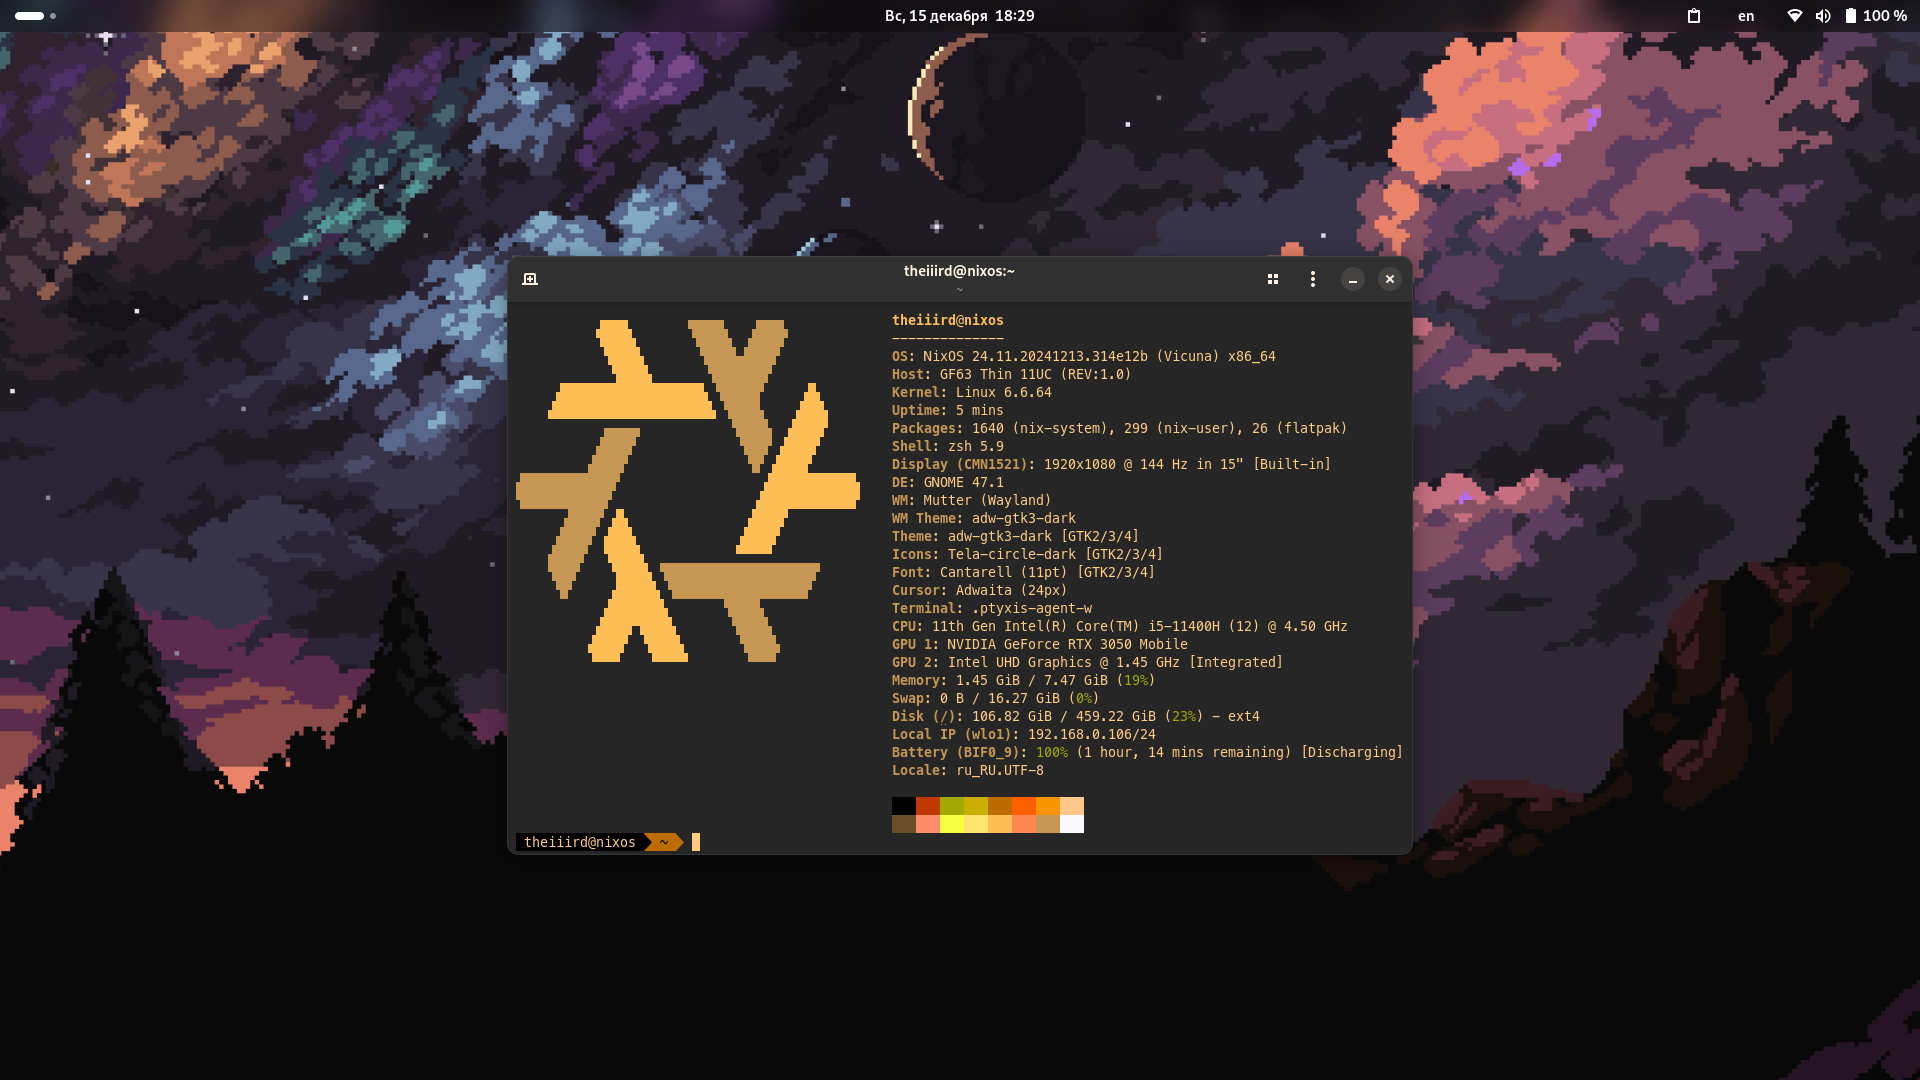 Вс, 15 декабря 18:29
en
100 %
theiiird@nixos:~
~
theiiird@nixos
--------------
OS: NixOS 24.11.20241213.314e12b (Vicuna) x86_64
Host: GF63 Thin 11UC (REV:1.0)
Kernel: Linux 6.6.64
Uptime: 5 mins
Packages: 1640 (nix-system), 299 (nix-user), 26 (flatpak)
Shell: zsh 5.9
Display (CMN1521): 1920x1080 @ 144 Hz in 15" [Built-in]
DE: GNOME 47.1
WM: Mutter (Wayland)
WM Theme: adw-gtk3-dark
Theme: adw-gtk3-dark [GTK2/3/4]
Icons: Tela-circle-dark [GTK2/3/4]
Font: Cantarell (11pt) [GTK2/3/4]
Cursor: Adwaita (24px)
Terminal: .ptyxis-agent-w
CPU: 11th Gen Intel(R) Core(TM) i5-11400H (12) @ 4.50 GHz
GPU 1: NVIDIA GeForce RTX 3050 Mobile
GPU 2: Intel UHD Graphics @ 1.45 GHz [Integrated]
Memory: 1.45 GiB / 7.47 GiB (19%)
Swap: 0 B / 16.27 GiB (0%)
Disk (/): 106.82 GiB / 459.22 GiB (23%) - ext4
Local IP (wlo1): 192.168.0.106/24
Battery (BIF0_9): 100% (1 hour, 14 mins remaining) [Discharging]
Locale: ru_RU.UTF-8
theiiird@nixos ~